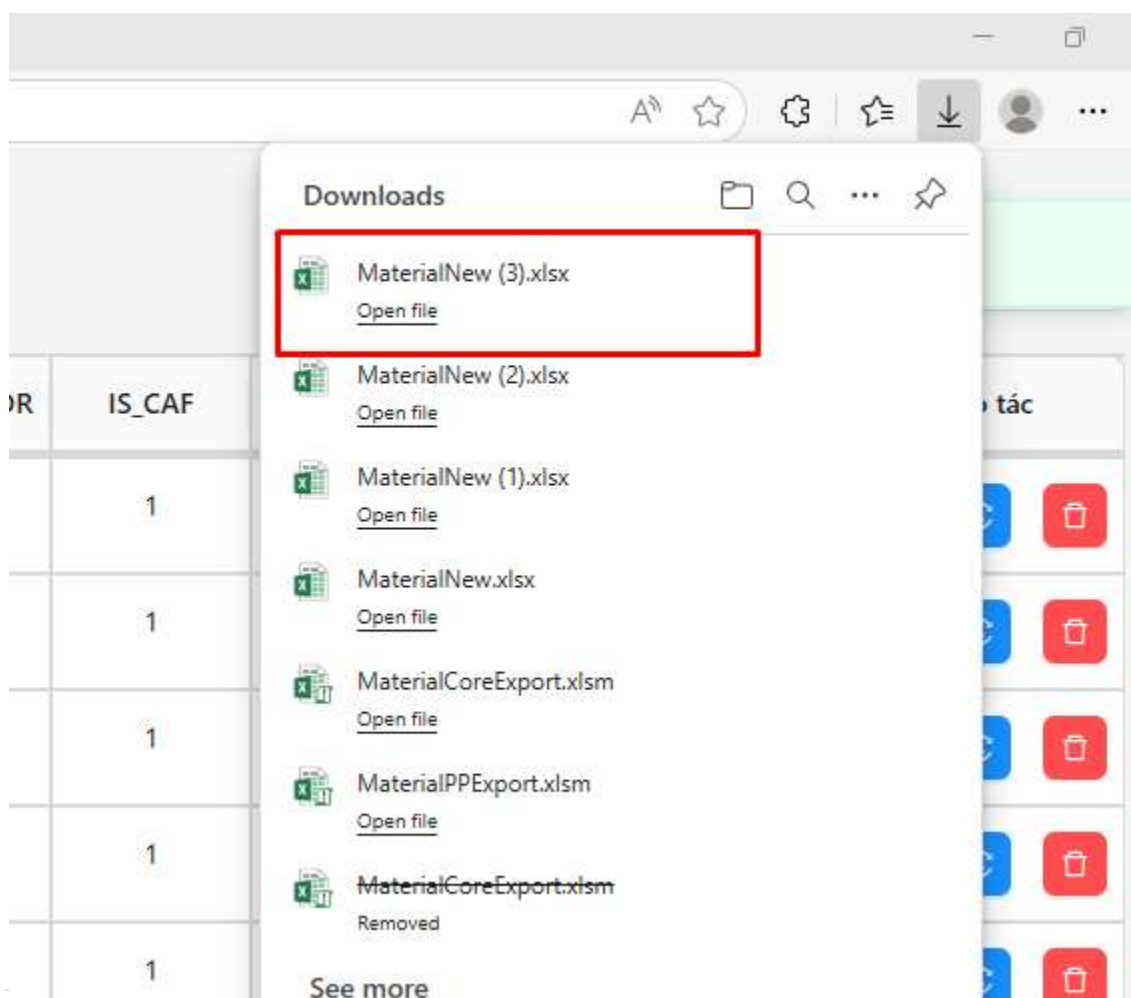 Downloads
MaterialNew (3).xlsx
Open file
IS_CAF
tác
MaterialNew (2).xlsx
Open file
1
MaterialNew (1).xlsx
Open file
1
MaterialNew.xlsx
Open file
1
MaterialCoreExport.xlsm
Open file
1
MaterialPPExport.xlsm
Open file
1
MaterialCoreExport.xlsm
Removed
See more